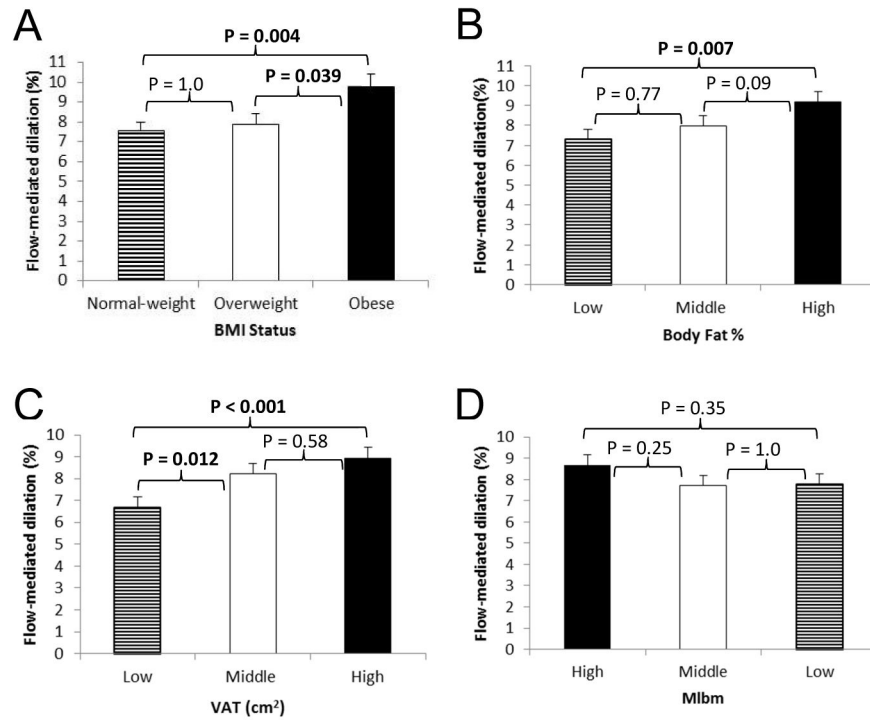 A
P = 0.004
P = 1.0
P = 0.039
Flow-mediated dilation (%)
11
10
9
8
7
6
5
4
3
2
1
0
Normal-weight Overweight Obese
BMI Status
B
P = 0.007
P = 0.77
P = 0.09
Flow-mediated dilation(%)
11
10
9
8
7
6
5
4
3
2
1
0
Low Middle High
Body Fat %
C
P < 0.001
P = 0.012
P = 0.58
Flow-mediated dilation (%)
10
9
8
7
6
5
4
3
2
1
0
Low Middle High
VAT (cm²)
D
P = 0.35
P = 0.25
P = 1.0
Flow-mediated dilation (%)
10
9
8
7
6
5
4
3
2
1
0
High Middle Low
Mlbm